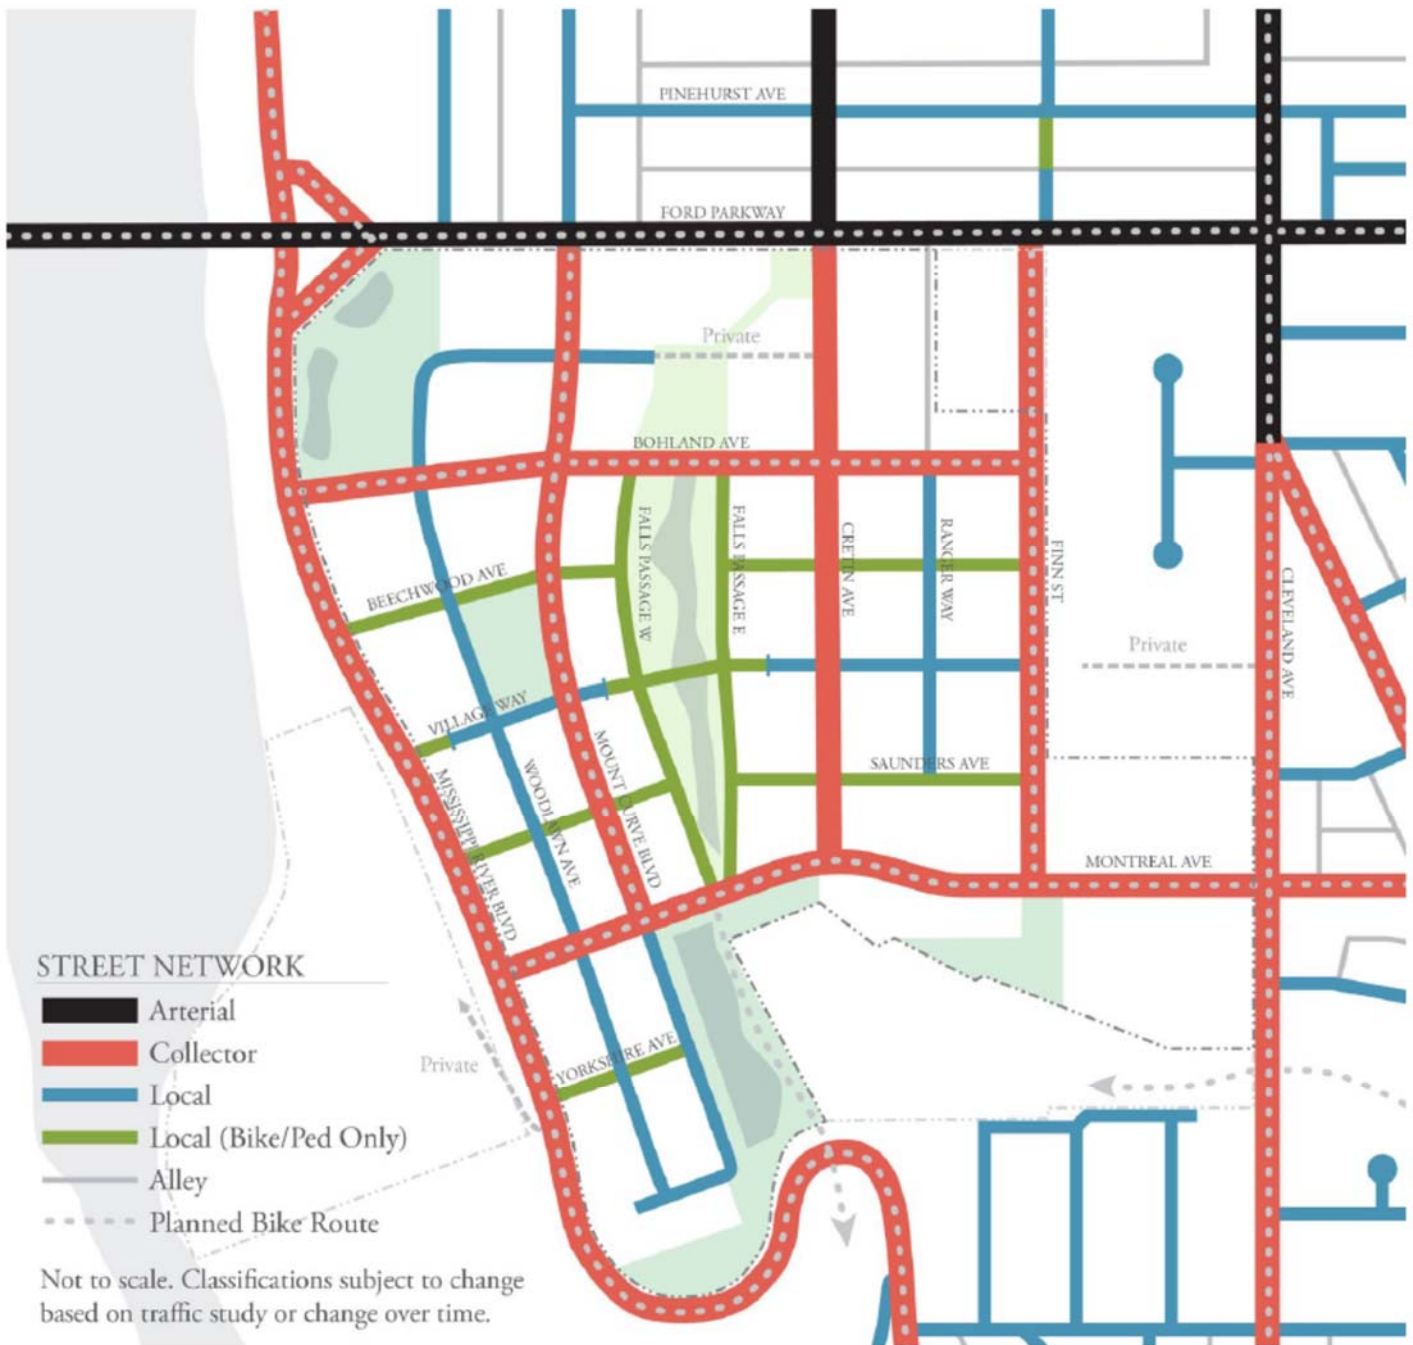 PINEHURST AVE
FORD PARKWAY
Private
BOHLAND AVE
FALLS PASSAGE W
FALLS PASSAGE E
CRETIN AVE
RANGER WAY
FINN ST
BEECHWOOD AVE
CLEVELAND AVE
Private
VILLAGE WAY
MOUNT CURVE BLVD
WOODLAWN AVE
SAUNDERS AVE
MISSISSIPPI RIVER BLVD
MONTREAL AVE
YORKSHIRE AVE
Private
STREET NETWORK
Arterial
Collector
Local
Local (Bike/Ped Only)
Alley
Planned Bike Route
Not to scale. Classifications subject to change
based on traffic study or change over time.